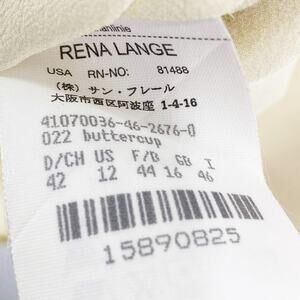 RENA LANGE
USA RN-NO: 81488
(株) サン・フレール
大阪市西区阿波座 1-4-16
41070036-46-2676-0
022 buttercup
D/CH US F/B GB I
42 12 44 16 46
15890825